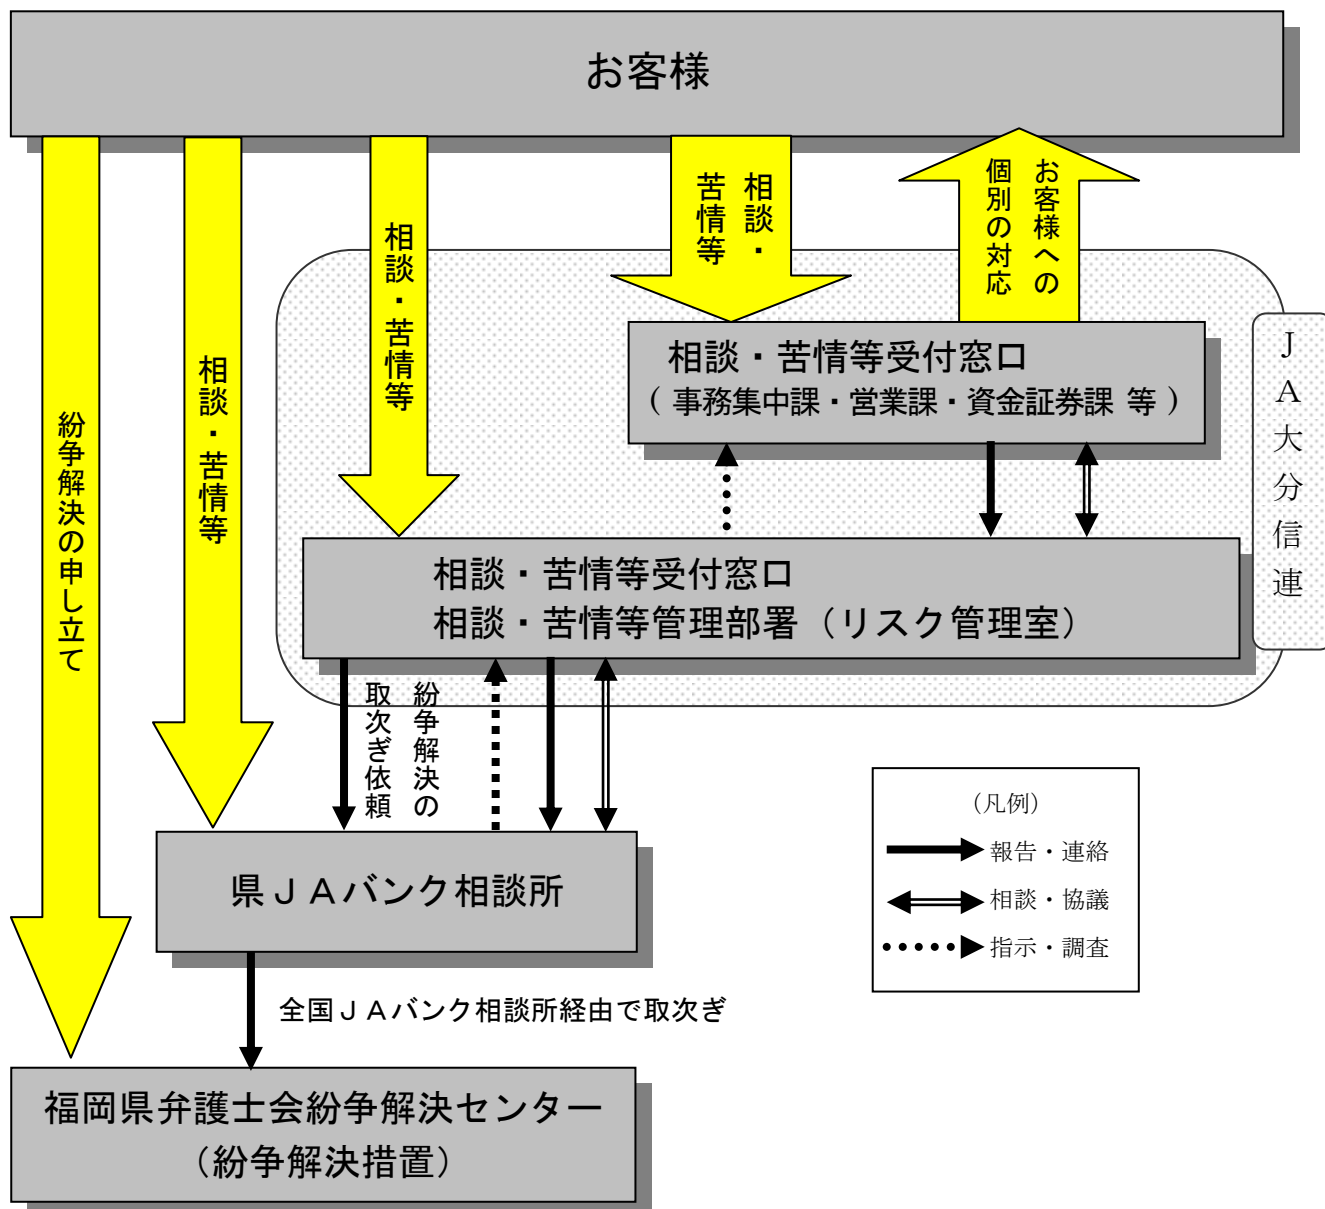 お客様
紛争解決の申し立て
相談・苦情等
相談・苦情等
相談・
苦情等
お客様への
個別の対応
相談・苦情等受付窓口
（事務集中課・営業課・資金証券課 等）
ＪＡ大分信連
相談・苦情等受付窓口
相談・苦情等管理部署（リスク管理室）
紛争解決の
取次ぎ依頼
県ＪＡバンク相談所
全国ＪＡバンク相談所経由で取次ぎ
福岡県弁護士会紛争解決センター
（紛争解決措置）
（凡例）
報告・連絡
相談・協議
指示・調査